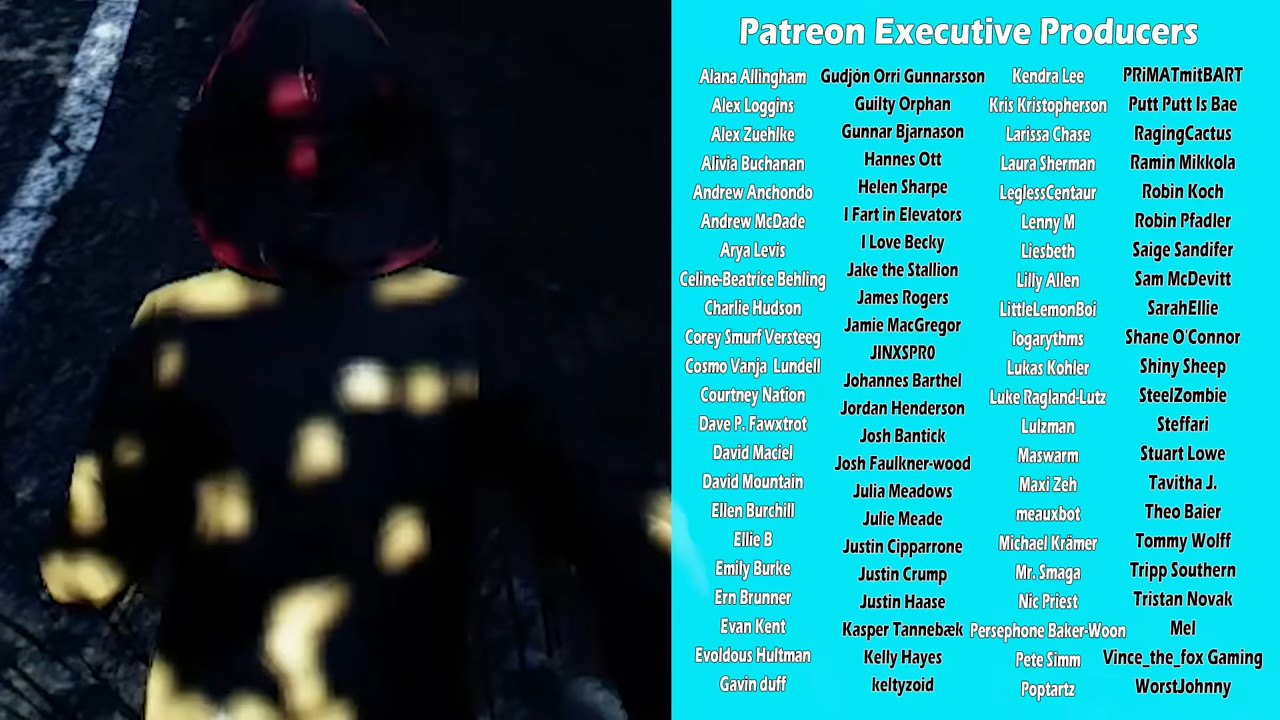 Patreon Executive Producers
Alana Allingham
Alex Loggins
Alex Zuehlke
Alivia Buchanan
Andrew Anchondo
Andrew McDade
Arya Levis
Celine-Beatrice Behling
Charlie Hudson
Corey Smurf Versteeg
Cosmo Vanja Lundell
Courtney Nation
Dave P. Fawxtrot
David Maciel
David Mountain
Ellen Burchill
Ellie B
Emily Burke
Ern Brunner
Evan Kent
Evoldous Hultman
Gavin duff
Guðjón Orri Gunnarsson
Guilty Orphan
Gunnar Bjarnason
Hannes Ott
Helen Sharpe
I Fart in Elevators
I Love Becky
Jake the Stallion
James Rogers
Jamie MacGregor
JINXSPR0
Johannes Barthel
Jordan Henderson
Josh Bantick
Josh Faulkner-wood
Julia Meadows
Julie Meade
Justin Cipparrone
Justin Crump
Justin Haase
Kasper Tannebæk
Kelly Hayes
keltyzoid
Kendra Lee
Kris Kristopherson
Larissa Chase
Laura Sherman
LeglessCentaur
Lenny M
Liesbeth
Lilly Allen
LittleLemonBoi
logarythms
Lukas Kohler
Luke Ragland-Lutz
Lulzman
Maswarm
Maxi Zeh
meauxbot
Michael Krämer
Mr. Smaga
Nic Priest
Persephone Baker-Woon
Pete Simm
Poptartz
PRiMATmitBART
Putt Putt Is Bae
RagingCactus
Ramin Mikkola
Robin Koch
Robin Pfadler
Saige Sandifer
Sam McDevitt
SarahEllie
Shane O'Connor
Shiny Sheep
SteelZombie
Steffari
Stuart Lowe
Tavitha J.
Theo Baier
Tommy Wolff
Tripp Southern
Tristan Novak
Mel
Vince_the_fox Gaming
WorstJohnny